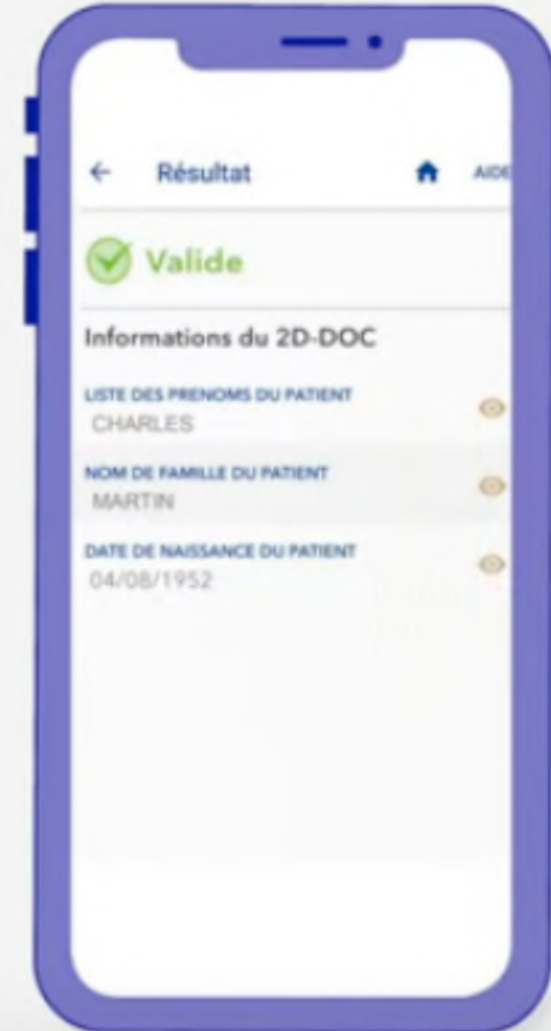 Résultat AIDE
Valide
Informations du 2D-DOC
LISTE DES PRENOMS DU PATIENT
CHARLES
NOM DE FAMILLE DU PATIENT
MARTIN
DATE DE NAISSANCE DU PATIENT
04/08/1952